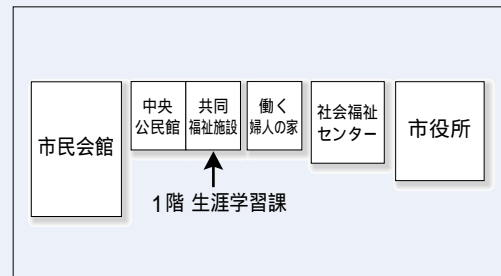 市民会館
中央
公民館
共同
福祉施設
働く
婦人の家
社会福祉
センター
市役所
1階 生涯学習課